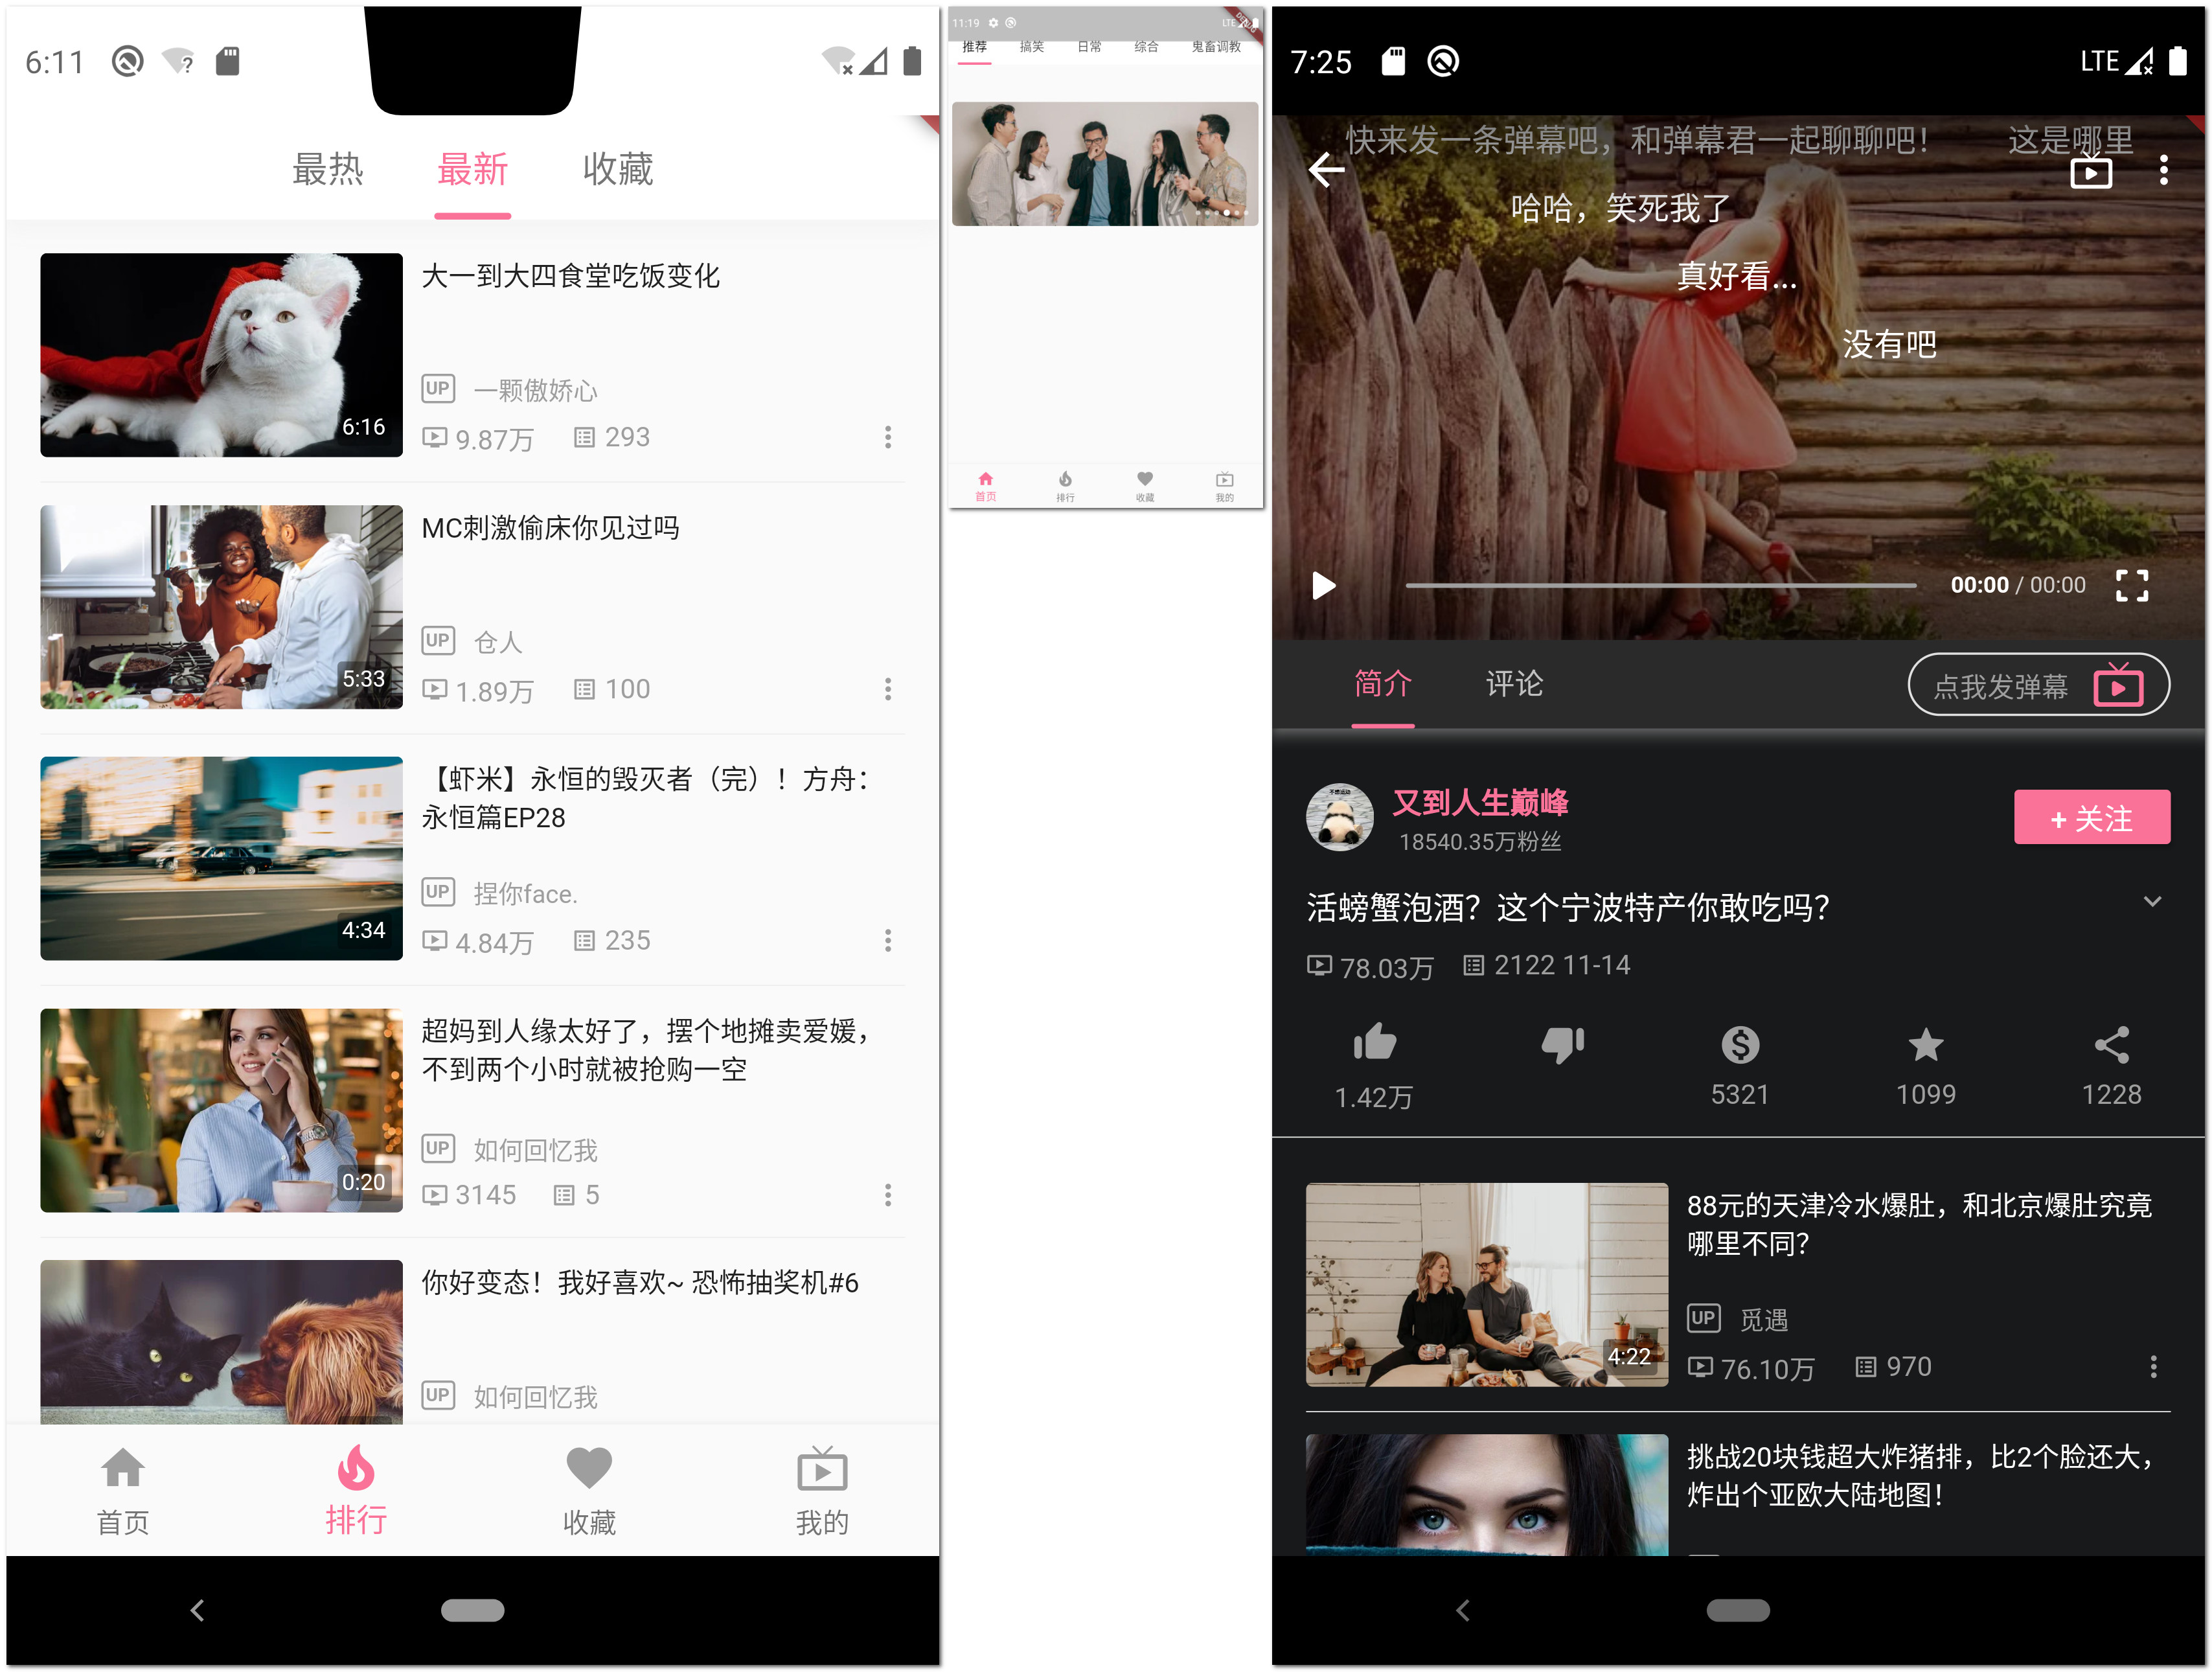 6:11
最热 最新 收藏
大一到大四食堂吃饭变化
UP 一颗傲娇心
6:16
9.87万 293
MC刺激偷床你见过吗
UP 仓人
5:33
1.89万 100
【虾米】永恒的毁灭者（完）！方舟：
永恒篇EP28
UP 捏你face.
4:34
4.84万 235
超妈到人缘太好了，摆个地摊卖爱媛，
不到两个小时就被抢购一空
UP 如何回忆我
0:20
3145 5
你好变态！我好喜欢~ 恐怖抽奖机#6
UP 如何回忆我
首页 排行 收藏 我的
11:19 LTE
推荐 搞笑 日常 综合 鬼畜调教
首页 排行 收藏 我的
7:25 LTE
快来发一条弹幕吧，和弹幕君一起聊聊吧！ 这是哪里
哈哈，笑死我了
真好看...
没有吧
00:00 / 00:00
简介 评论 点我发弹幕
又到人生巅峰
18540.35万粉丝
+ 关注
活螃蟹泡酒？这个宁波特产你敢吃吗？
78.03万 2122 11-14
1.42万 5321 1099 1228
88元的天津冷水爆肚，和北京爆肚究竟
哪里不同？
UP 觅遇
4:22
76.10万 970
挑战20块钱超大炸猪排，比2个脸还大，
炸出个亚欧大陆地图！